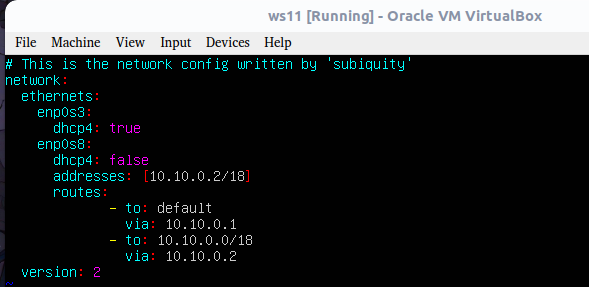 ws11 [Running] - Oracle VM VirtualBox
File Machine View Input Devices Help
# This is the network config written by 'subiquity'
network:
  ethernets:
    enp0s3:
      dhcp4: true
    enp0s8:
      dhcp4: false
      addresses: [10.10.0.2/18]
      routes:
             - to: default
               via: 10.10.0.1
             - to: 10.10.0.0/18
               via: 10.10.0.2
  version: 2
~